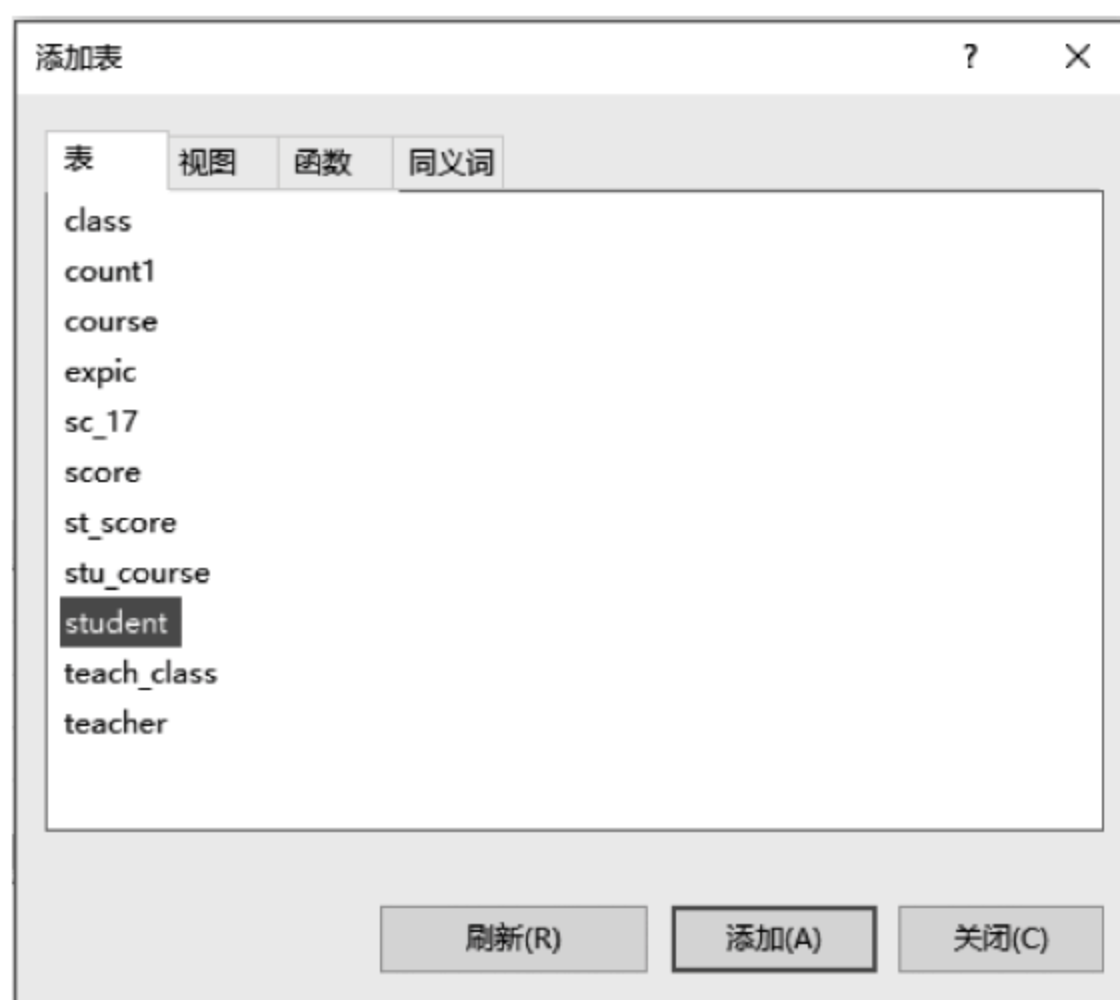 添加表 ? ×
表 视图 函数 同义词
class
count1
course
expic
sc_17
score
st_score
stu_course
student
teach_class
teacher
刷新(R) 添加(A) 关闭(C)